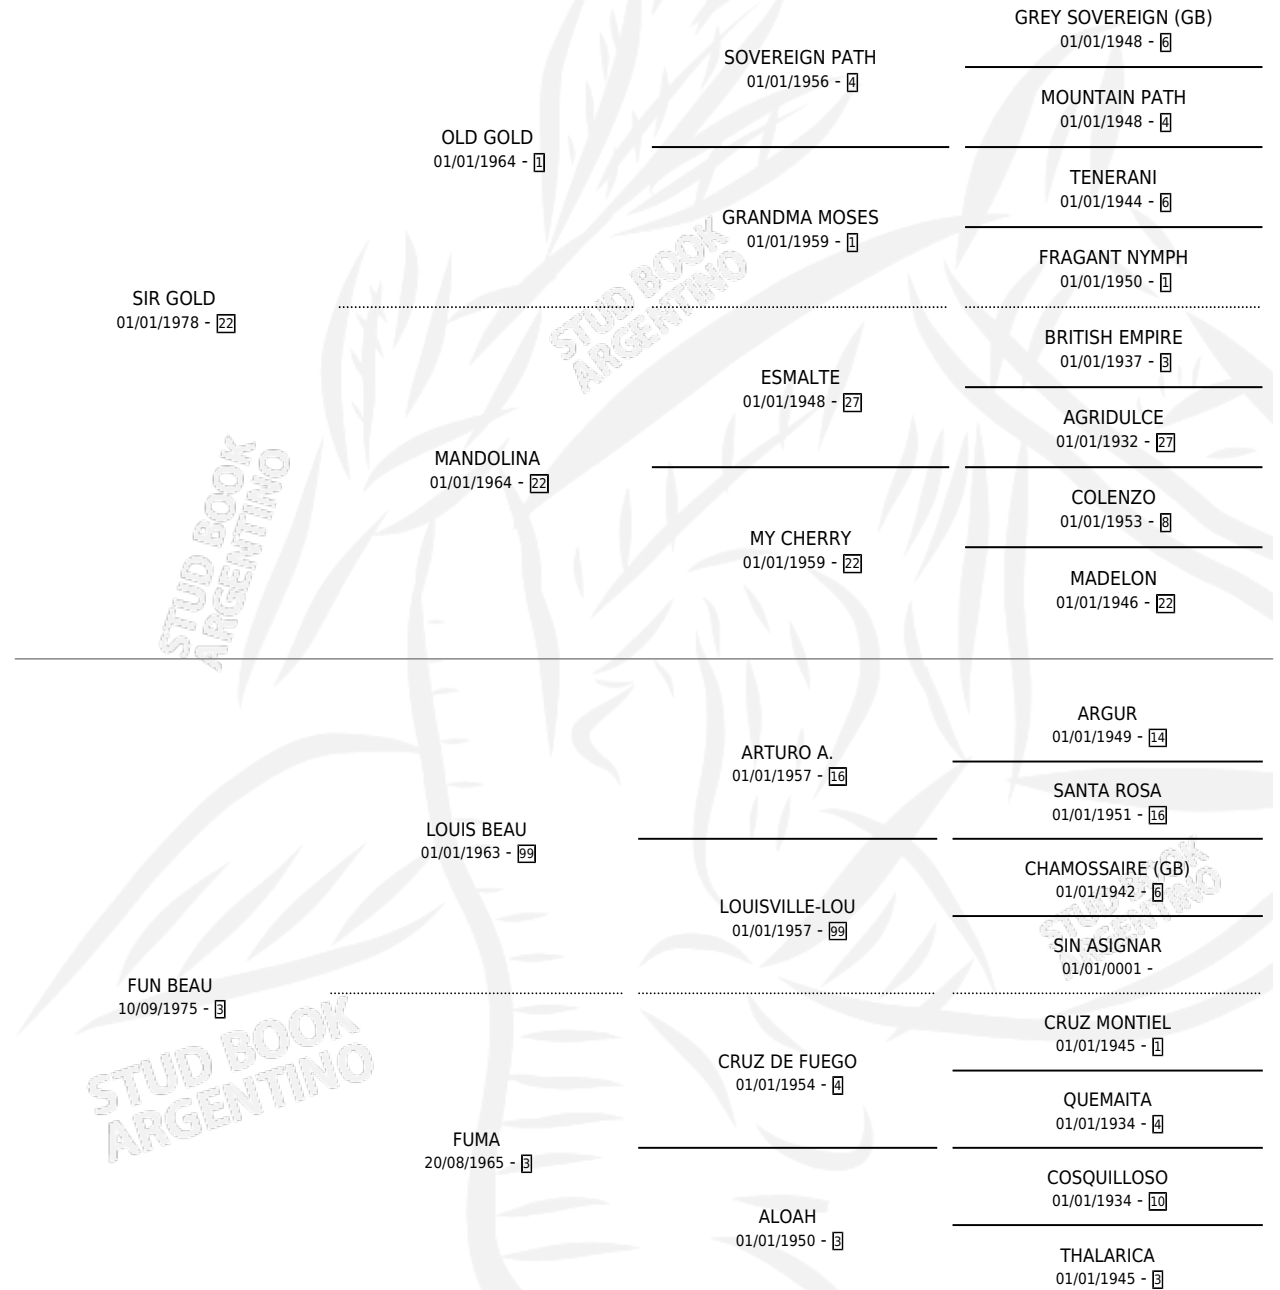 GREY SOVEREIGN (GB)
01/01/1948 - 6
SOVEREIGN PATH
01/01/1956 - 4
MOUNTAIN PATH
01/01/1948 - 4
OLD GOLD
01/01/1964 - 1
TENERANI
01/01/1944 - 6
GRANDMA MOSES
01/01/1959 - 1
FRAGANT NYMPH
01/01/1950 - 1
SIR GOLD
01/01/1978 - 22
BRITISH EMPIRE
01/01/1937 - 3
ESMALTE
01/01/1948 - 27
AGRIDULCE
01/01/1932 - 27
MANDOLINA
01/01/1964 - 22
COLENZO
01/01/1953 - 8
MY CHERRY
01/01/1959 - 22
MADELON
01/01/1946 - 22
STUD BOOK
ARGENTINO
STUD BOOK
ARGENTINO
ARGUR
01/01/1949 - 14
ARTURO A.
01/01/1957 - 16
SANTA ROSA
01/01/1951 - 16
LOUIS BEAU
01/01/1963 - 99
CHAMOSSAIRE (GB)
01/01/1942 - 6
LOUISVILLE-LOU
01/01/1957 - 99
SIN ASIGNAR
01/01/0001 -
FUN BEAU
10/09/1975 - 3
CRUZ MONTIEL
01/01/1945 - 1
CRUZ DE FUEGO
01/01/1954 - 4
QUEMAITA
01/01/1934 - 4
FUMA
20/08/1965 - 3
COSQUILLOSO
01/01/1934 - 10
ALOAH
01/01/1950 - 3
THALARICA
01/01/1945 - 3
STUD BOOK
ARGENTINO
STUD BOOK
ARGENTINO